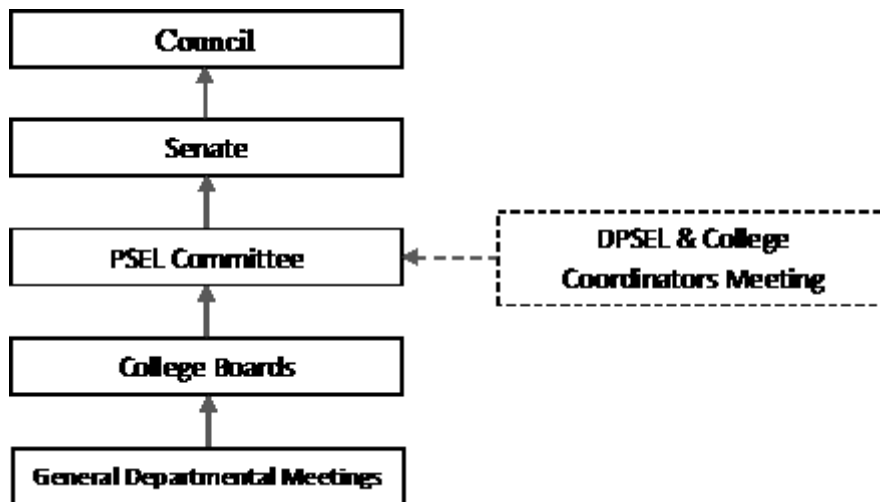 Council
Senate
PSEL Committee
DPSEL & College
Coordinators Meeting
College Boards
General Departmental Meetings